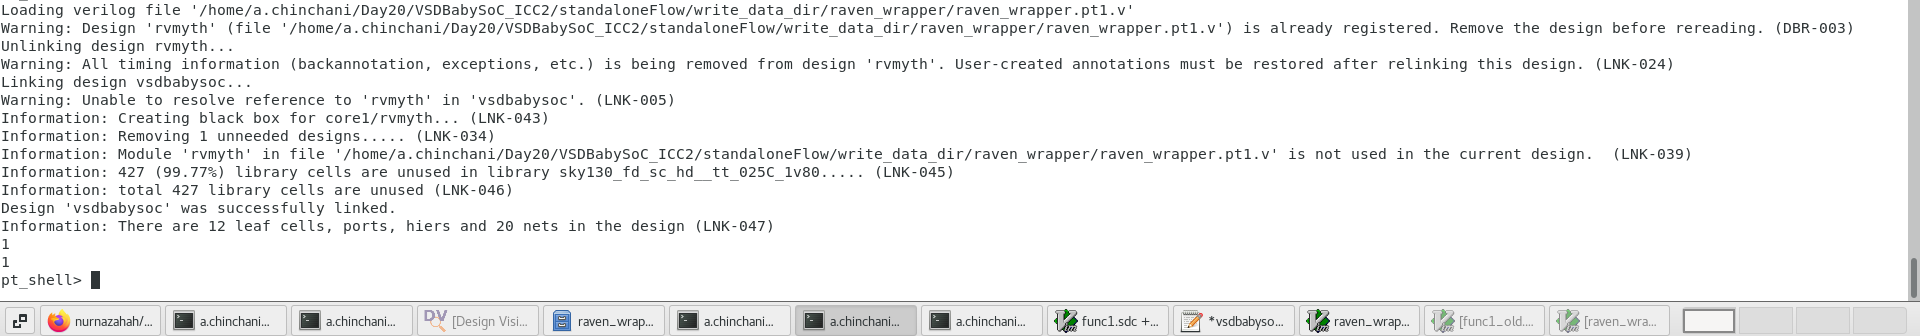 Loading verilog file '/home/a.chinchani/Day20/VSDBabySoC_ICC2/standaloneFlow/write_data_dir/raven_wrapper/raven_wrapper.pt1.v'
Warning: Design 'rvmyth' (file '/home/a.chinchani/Day20/VSDBabySoC_ICC2/standaloneFlow/write_data_dir/raven_wrapper/raven_wrapper.pt1.v') is already registered. Remove the design before rereading. (DBR-003)
Unlinking design rvmyth...
Warning: All timing information (backannotation, exceptions, etc.) is being removed from design 'rvmyth'. User-created annotations must be restored after relinking this design. (LNK-024)
Linking design vsdbabysoc...
Warning: Unable to resolve reference to 'rvmyth' in 'vsdbabysoc'. (LNK-005)
Information: Creating black box for core1/rvmyth... (LNK-043)
Information: Removing 1 unneeded designs..... (LNK-034)
Information: Module 'rvmyth' in file '/home/a.chinchani/Day20/VSDBabySoC_ICC2/standaloneFlow/write_data_dir/raven_wrapper/raven_wrapper.pt1.v' is not used in the current design.  (LNK-039)
Information: 427 (99.77%) library cells are unused in library sky130_fd_sc_hd__tt_025C_1v80..... (LNK-045)
Information: total 427 library cells are unused (LNK-046)
Design 'vsdbabysoc' was successfully linked.
Information: There are 12 leaf cells, ports, hiers and 20 nets in the design (LNK-047)
1
1
pt_shell>
nurnazahah/... a.chinchani... a.chinchani... DV [Design Visi... raven_wrap... a.chinchani... a.chinchani... a.chinchani... func1.sdc +... *vsdbabyso... raven_wrap... [func1_old.... [raven_wra...